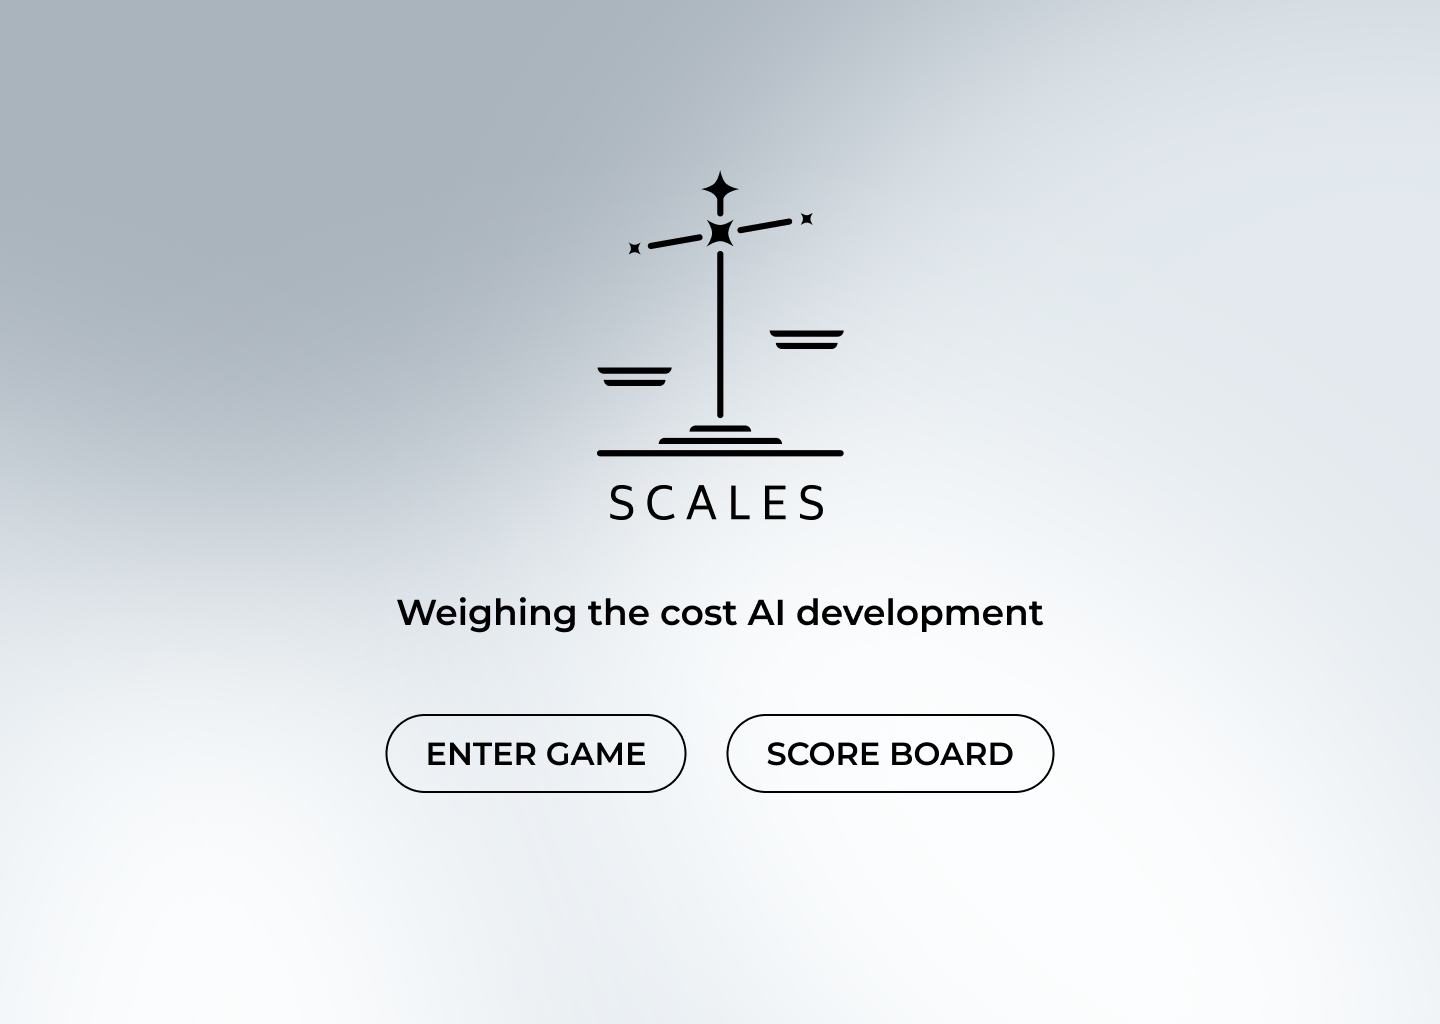 SCALES
Weighing the cost AI development
ENTER GAME
SCORE BOARD